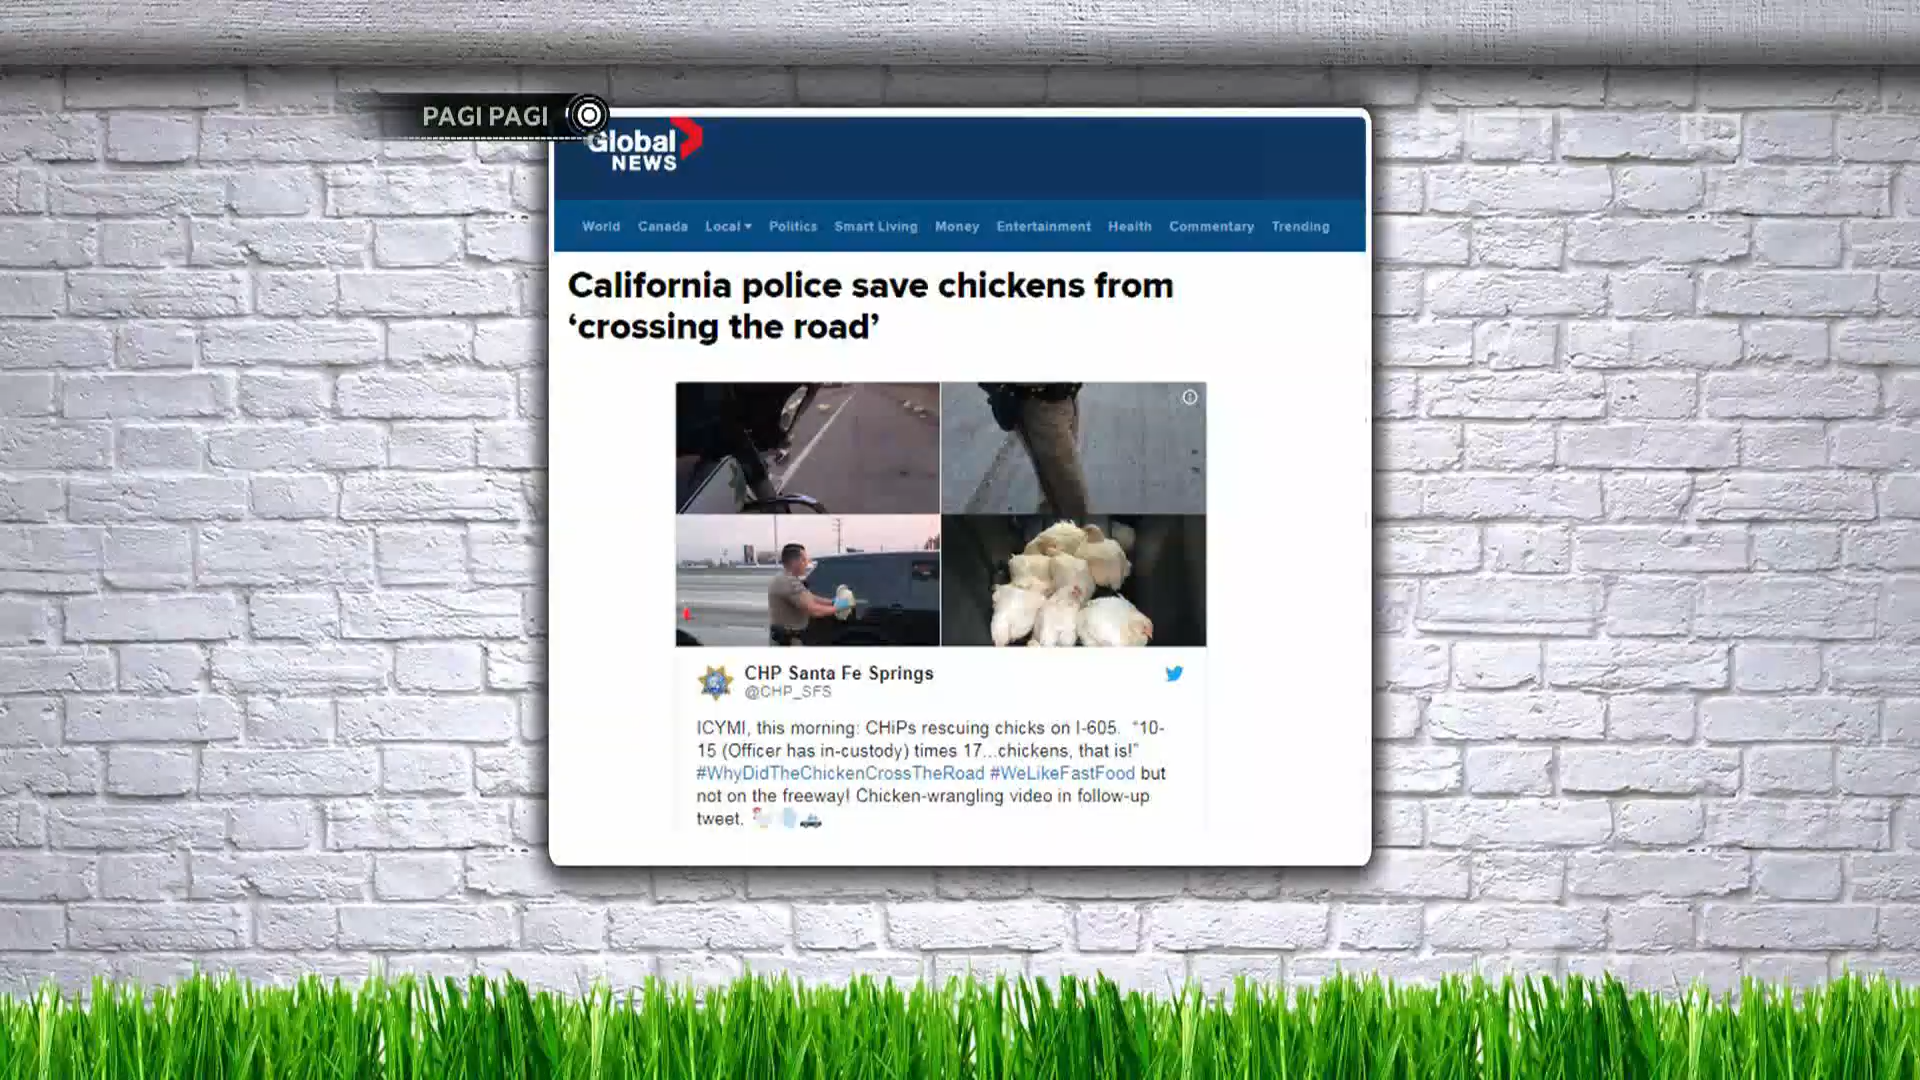 PAGI PAGI
Global
NEWS
World Canada Local Politics Smart Living Money Entertainment Health Commentary Trending
California police save chickens from
‘crossing the road’
CHP Santa Fe Springs
@CHP_SFS
ICYMI, this morning: CHiPs rescuing chicks on I-605. “10-
15 (Officer has in-custody) times 17...chickens, that is!”
#WhyDidTheChickenCrossTheRoad #WeLikeFastFood but
not on the freeway! Chicken-wrangling video in follow-up
tweet.